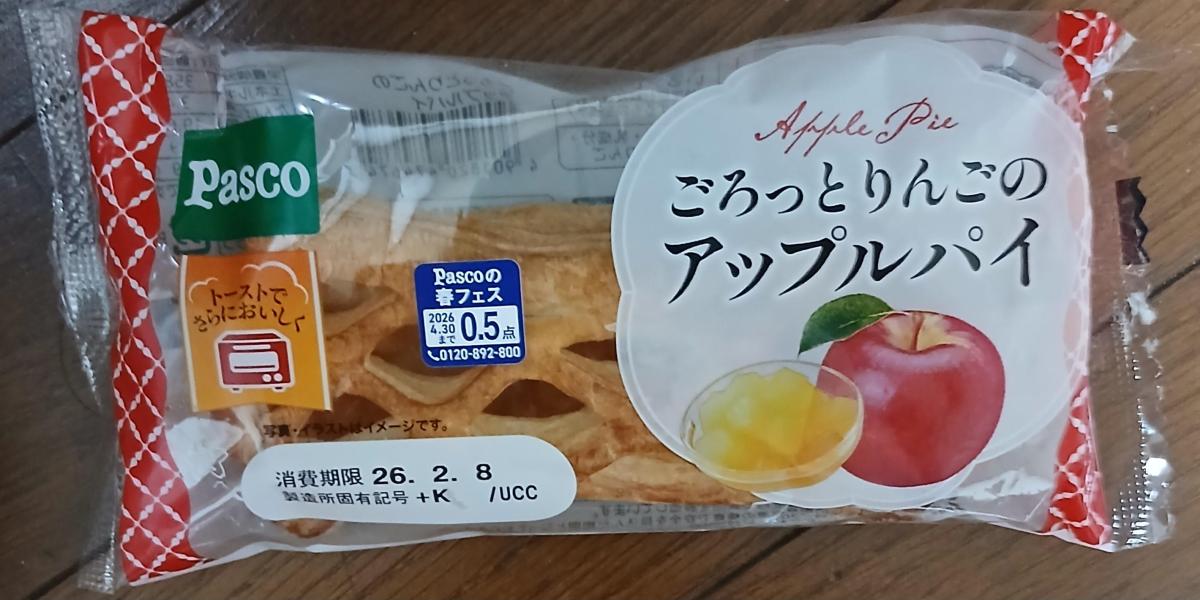 Pasco
トーストで
さらにおいしく
Pascoの
春フェス
2026
4.30
まで
0.5点
0120-892-800
写真・イラストはイメージです。
消費期限 26. 2. 8
製造所固有記号 +K /UCC
Apple Pie
ごろっとりんごの
アップルパイ